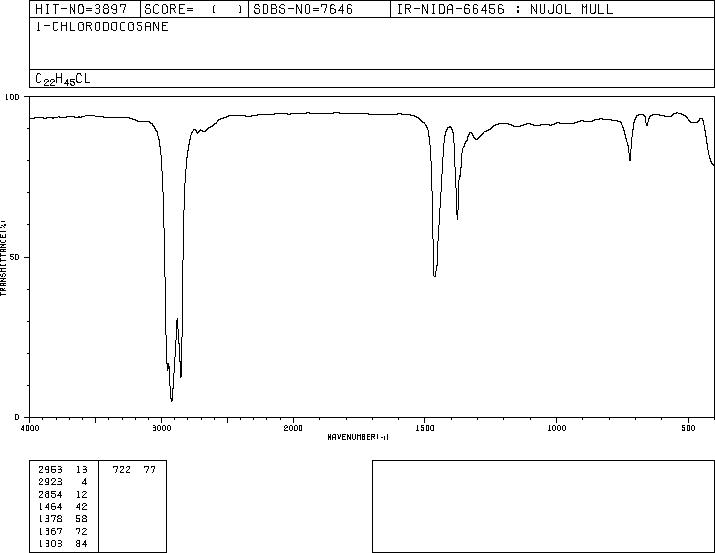 HIT-NO=3897 SCORE= ( ) SDBS-NO=7646 IR-NIDA-66456 : NUJOL MULL
1-CHLORODOCOSANE
C22H45CL
100
50
0
TRANSMITTANCE(%)
4000 3000 2000 1500 1000 500
WAVENUMBER(-1)
2963 13 722 77
2923 4
2854 12
1464 42
1378 58
1367 72
1303 84